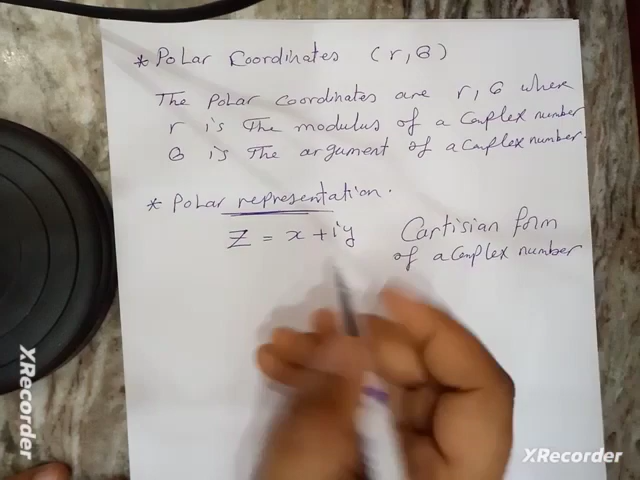 * Polar Coordinates (r, θ)
The polar coordinates are r, θ where
r is the modulus of a complex number
θ is the argument of a complex number.
* Polar representation.
Z = x + iy Cartisian form
of a complex number
XRecorder
XRecorder